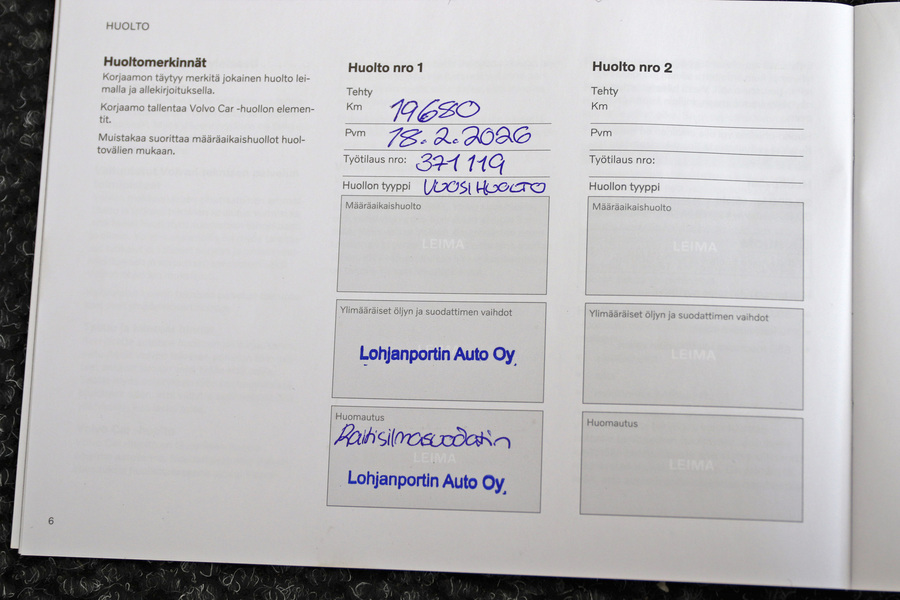 HUOLTO
Huoltomerkinnät
Korjaamon täytyy merkitä jokainen huolto lei-
malla ja allekirjoituksella.
Korjaamo tallentaa Volvo Car -huollon elemen-
tit.
Muistakaa suorittaa määräaikaishuollot huol-
tovälien mukaan.
Huolto nro 1
Tehty
Km 19680
Pvm 18.2.2026
Työtilaus nro: 371 119
Huollon tyyppi VUOSIHUOLTO
Määräaikaishuolto
LEIMA
Ylimääräiset öljyn ja suodattimen vaihdot
Lohjanportin Auto Oy
Huomautus
Raitisilmasuodatin
LEIMA
Lohjanportin Auto Oy
Huolto nro 2
Tehty
Km
Pvm
Työtilaus nro:
Huollon tyyppi
Määräaikaishuolto
LEIMA
Ylimääräiset öljyn ja suodattimen vaihdot
LEIMA
Huomautus
LEIMA
6